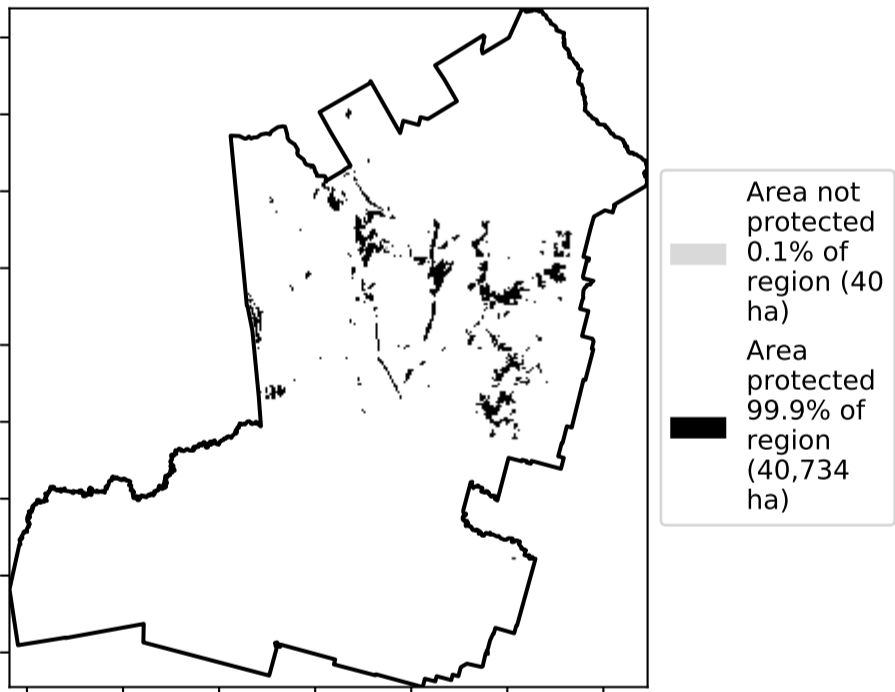 Area not
protected
0.1% of
region (40
ha)
Area
protected
99.9% of
region
(40,734
ha)